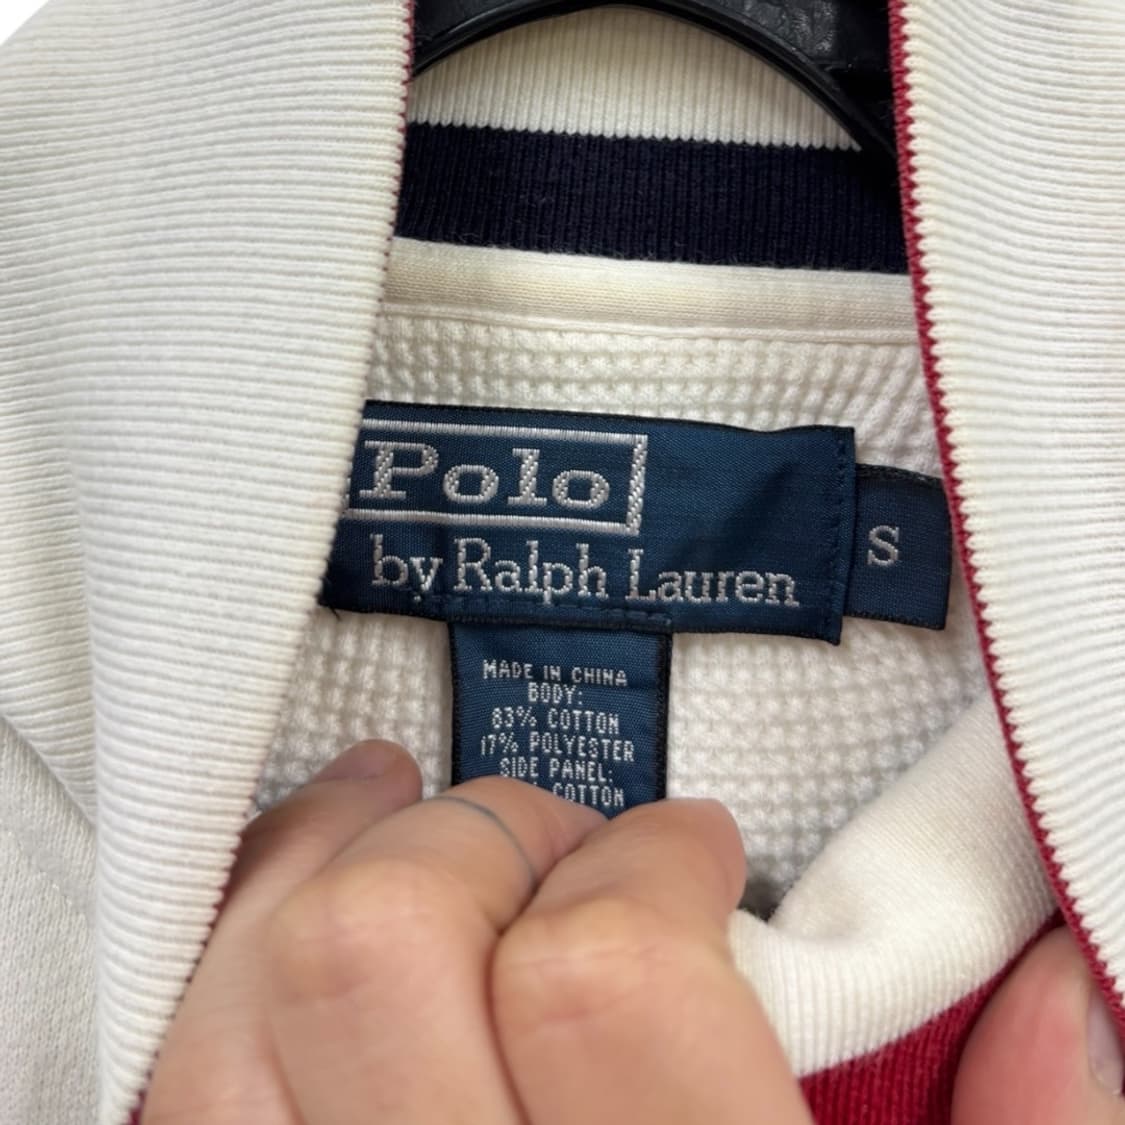 Polo
by Ralph Lauren
S
MADE IN CHINA
BODY:
83% COTTON
17% POLYESTER
SIDE PANEL:
COTTON